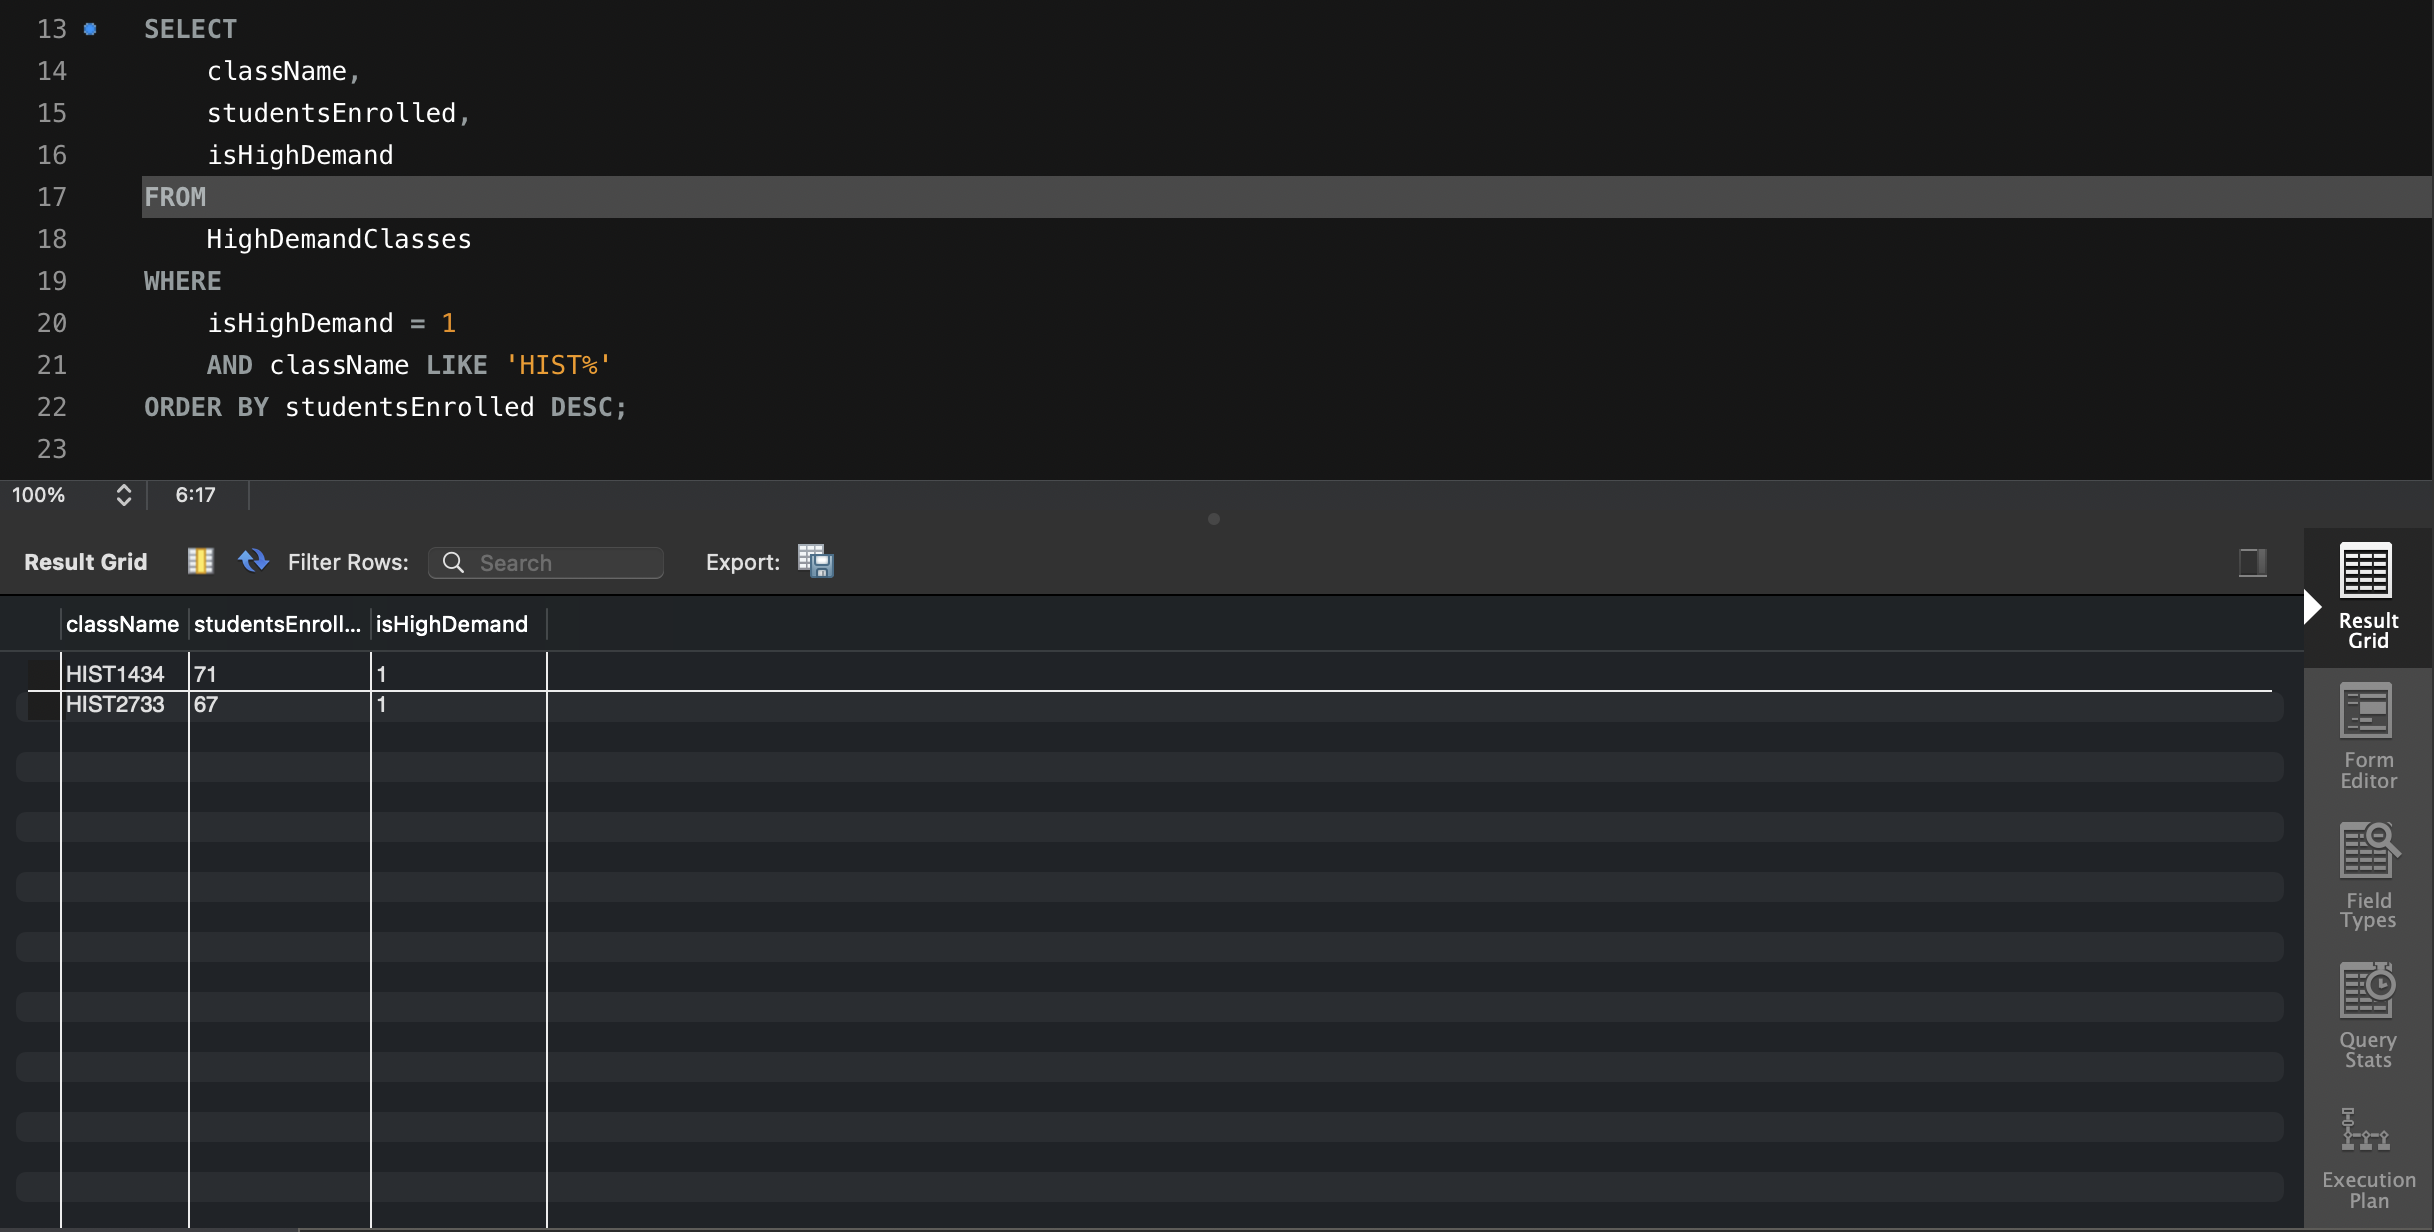 13 SELECT
14 className,
15 studentsEnrolled,
16 isHighDemand
17 FROM
18 HighDemandClasses
19 WHERE
20 isHighDemand = 1
21 AND className LIKE 'HIST%'
22 ORDER BY studentsEnrolled DESC;
23
100% 6:17
Result Grid Filter Rows: Search Export:
className studentsEnroll... isHighDemand
HIST1434 71 1
HIST2733 67 1
Result
Grid
Form
Editor
Field
Types
Query
Stats
Execution
Plan